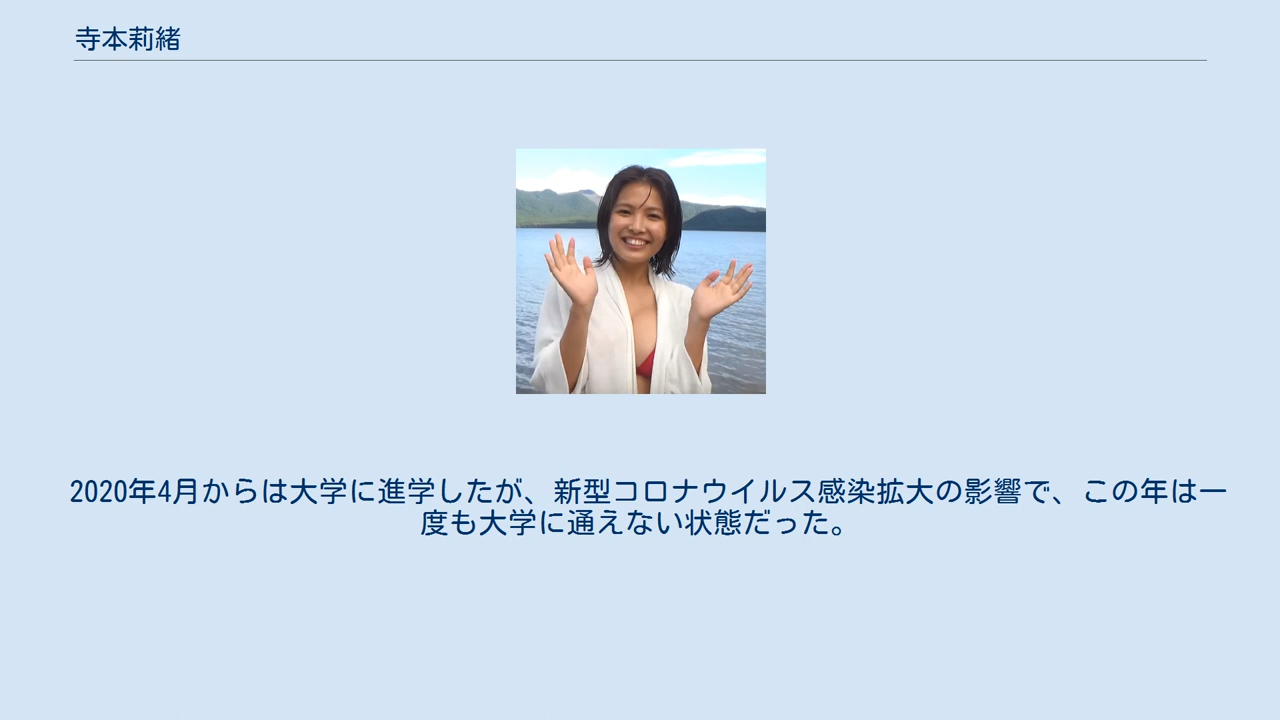 寺本莉緒
2020年4月からは大学に進学したが、新型コロナウイルス感染拡大の影響で、この年は一
度も大学に通えない状態だった。